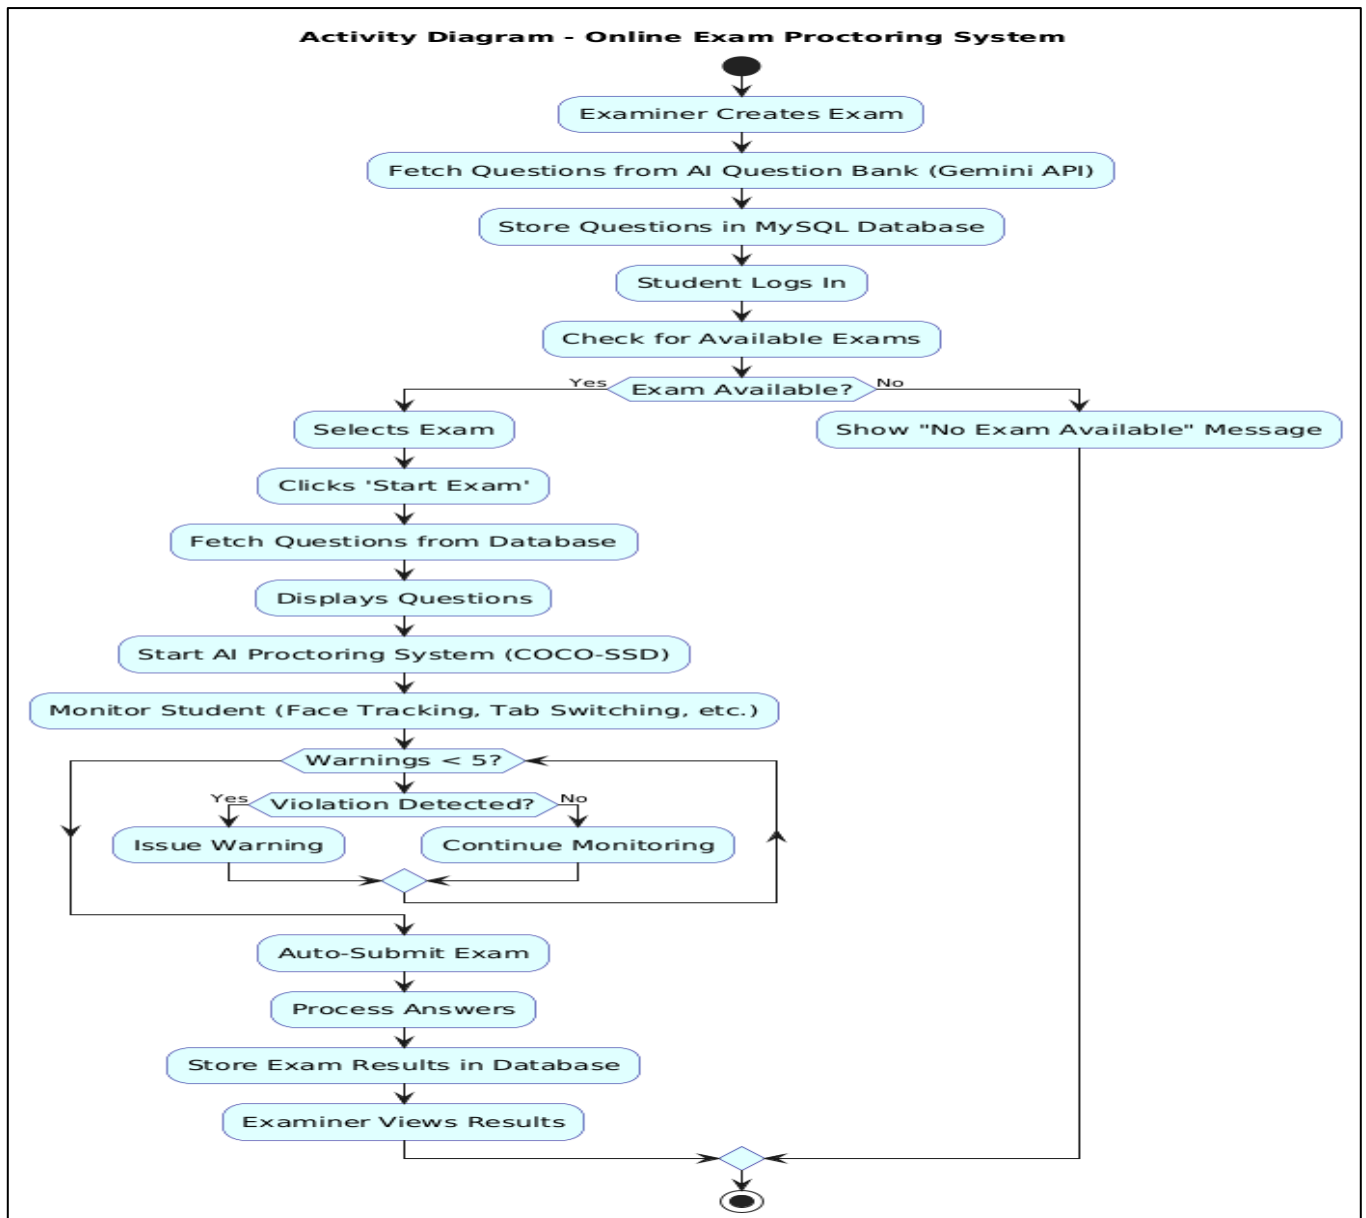 Activity Diagram - Online Exam Proctoring System
Examiner Creates Exam
Fetch Questions from AI Question Bank (Gemini API)
Store Questions in MySQL Database
Student Logs In
Check for Available Exams
Yes
Exam Available?
No
Selects Exam
Show "No Exam Available" Message
Clicks 'Start Exam'
Fetch Questions from Database
Displays Questions
Start AI Proctoring System (COCO-SSD)
Monitor Student (Face Tracking, Tab Switching, etc.)
Warnings < 5?
Yes
Violation Detected?
No
Issue Warning
Continue Monitoring
Auto-Submit Exam
Process Answers
Store Exam Results in Database
Examiner Views Results